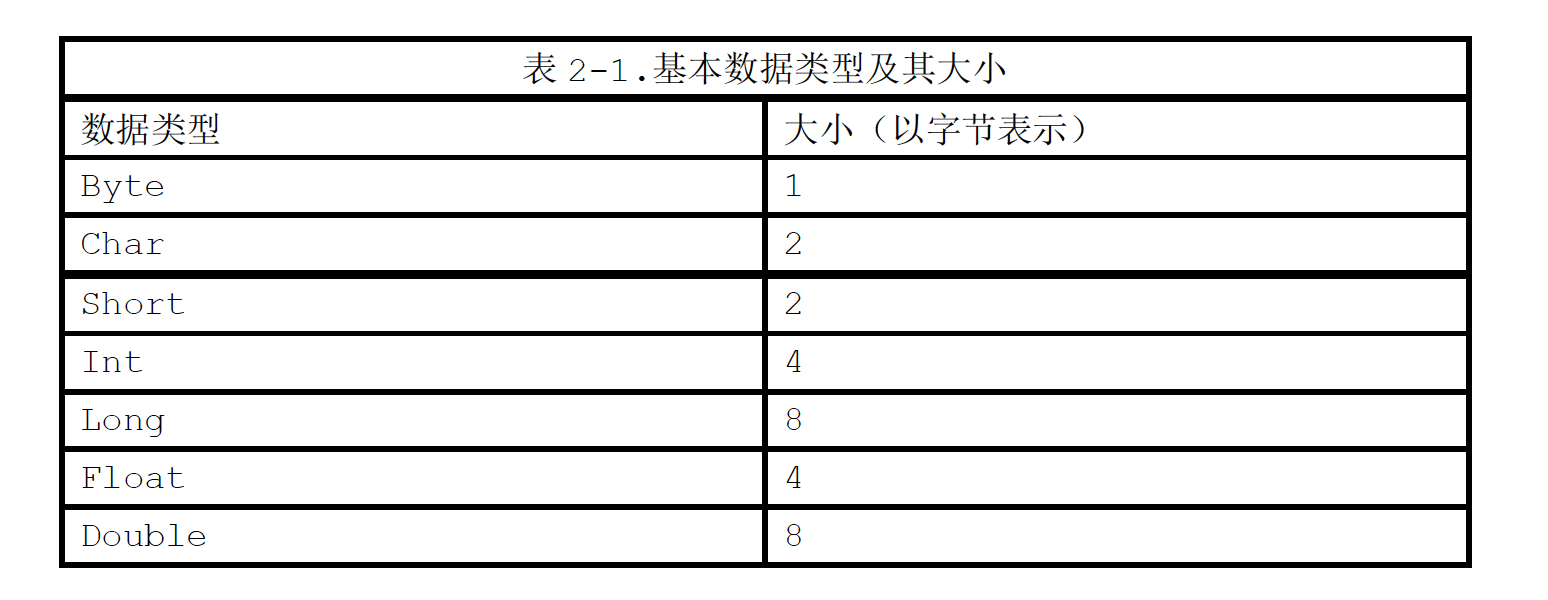 表 2-1.基本数据类型及其大小
数据类型 大小（以字节表示）
Byte 1
Char 2
Short 2
Int 4
Long 8
Float 4
Double 8